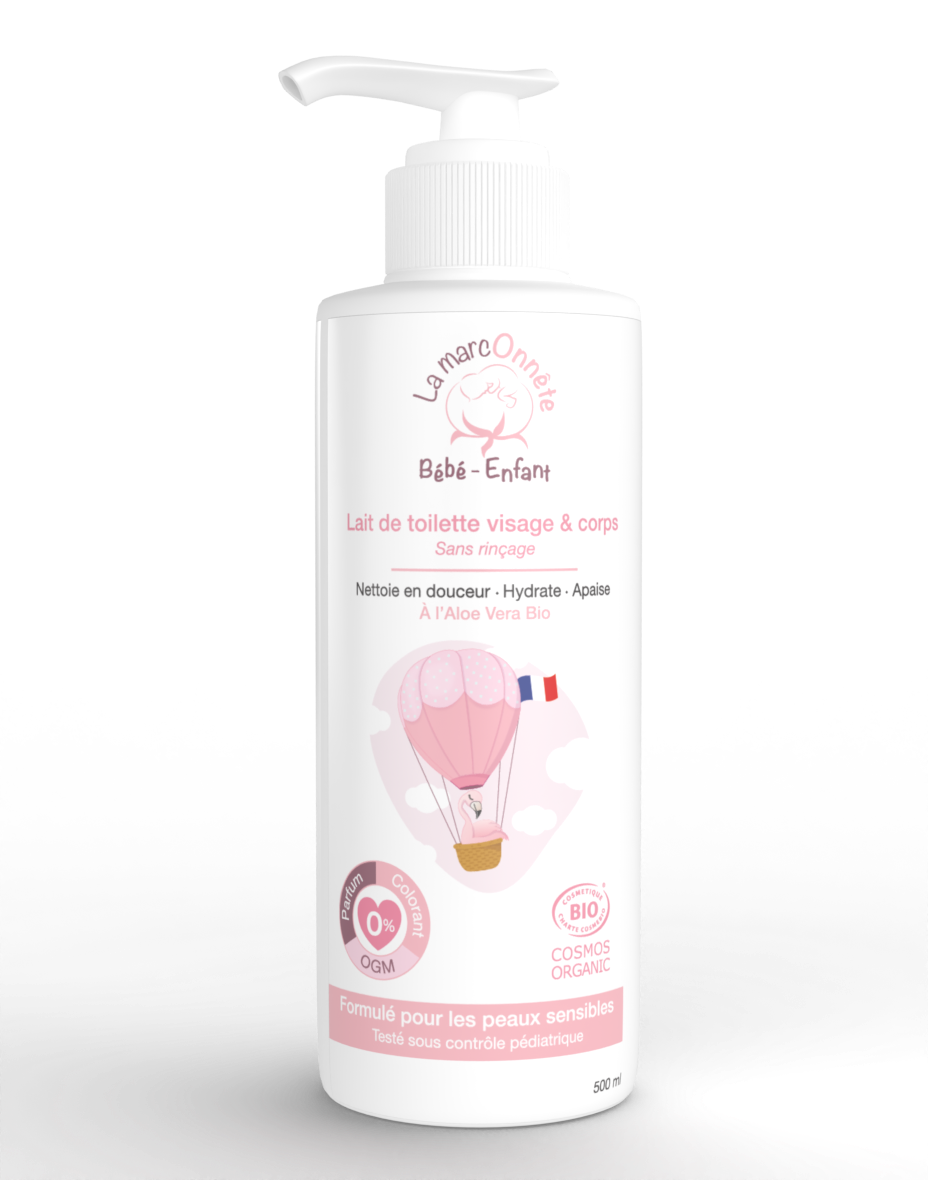 La marcOnnête
Bébé - Enfant
Lait de toilette visage & corps
Sans rinçage
Nettoie en douceur · Hydrate · Apaise
À l'Aloe Vera Bio
Parfum
Colorant
0%
OGM
COSMETIQUE
BIO
CHARTE COSMEBIO
COSMOS
ORGANIC
Formulé pour les peaux sensibles
Testé sous contrôle pédiatrique
500 ml